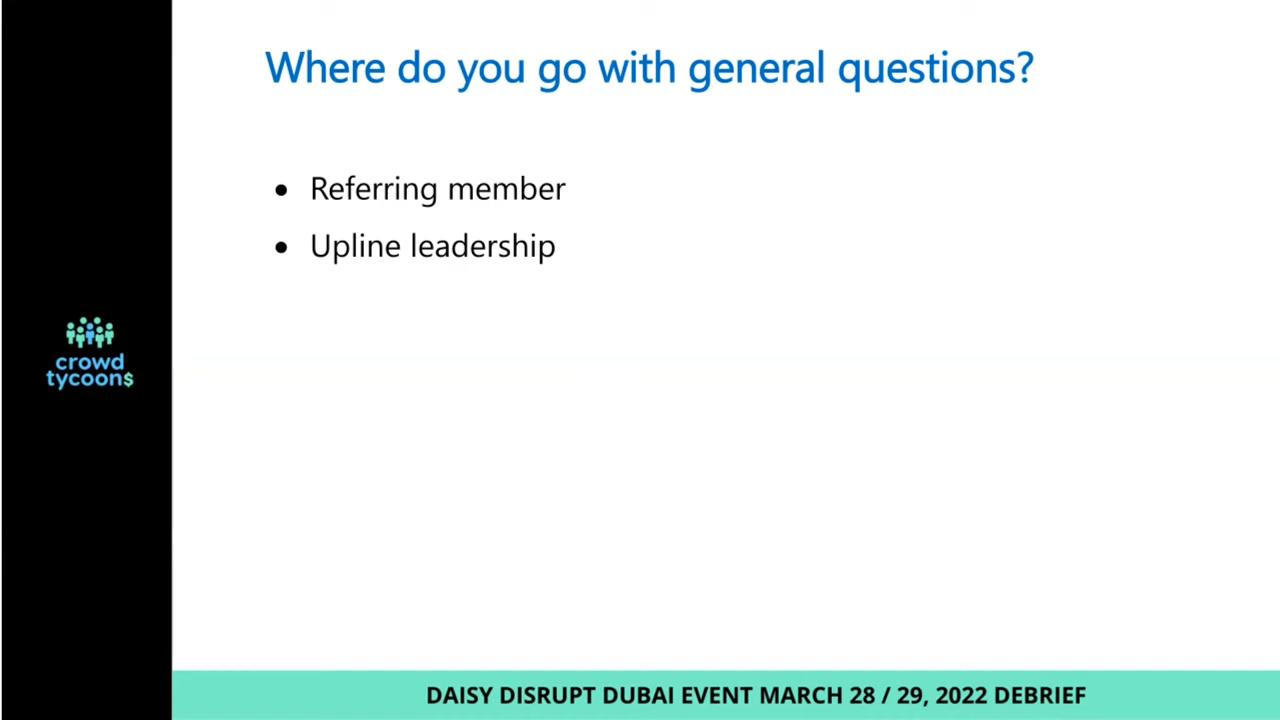 Where do you go with general questions?
• Referring member
• Upline leadership
crowd
tycoon$
DAISY DISRUPT DUBAI EVENT MARCH 28 / 29, 2022 DEBRIEF